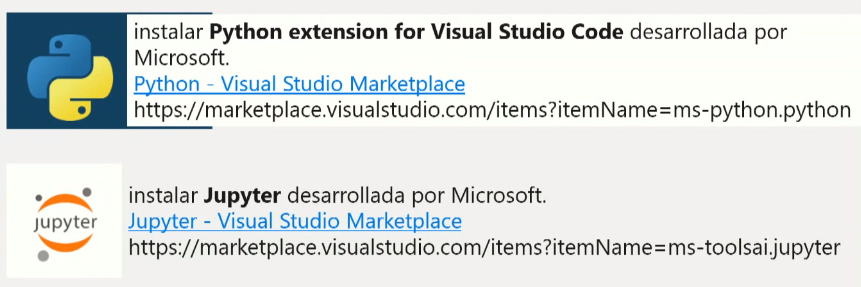 instalar Python extension for Visual Studio Code desarrollada por
Microsoft.
Python - Visual Studio Marketplace
https://marketplace.visualstudio.com/items?itemName=ms-python.python
jupyter
instalar Jupyter desarrollada por Microsoft.
Jupyter - Visual Studio Marketplace
https://marketplace.visualstudio.com/items?itemName=ms-toolsai.jupyter